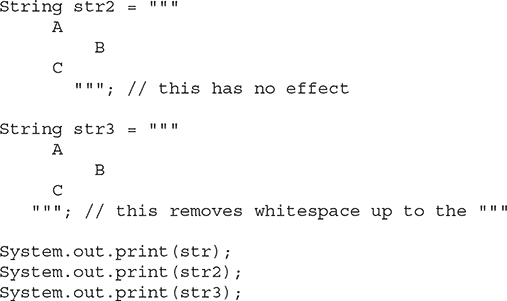 String str2 = """
     A
         B
     C
       """; // this has no effect

String str3 = """
     A
         B
     C
   """; // this removes whitespace up to the """

System.out.print(str);
System.out.print(str2);
System.out.print(str3);